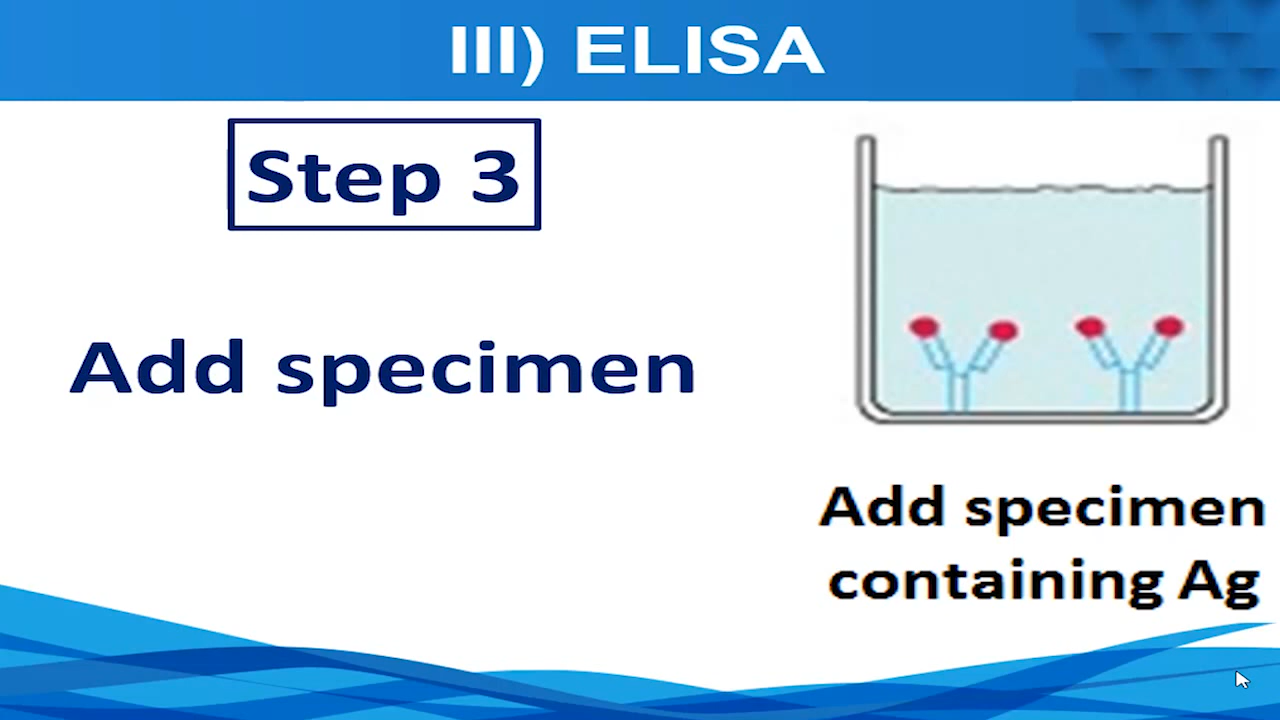 III) ELISA
Step 3
Add specimen
Add specimen
containing Ag